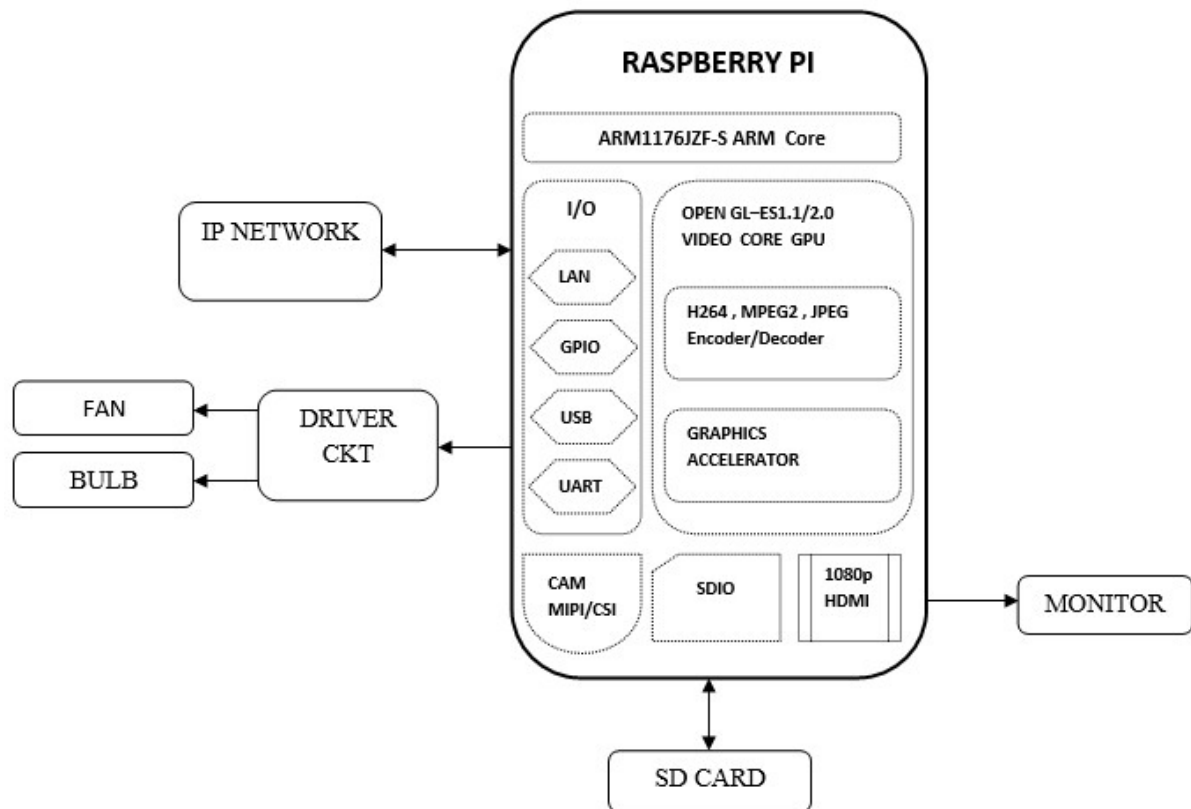 RASPBERRY PI
ARM1176JZF-S ARM Core
I/O
LAN
GPIO
USB
UART
OPEN GL–ES1.1/2.0
VIDEO CORE GPU
H264 , MPEG2 , JPEG
Encoder/Decoder
GRAPHICS
ACCELERATOR
CAM
MIPI/CSI
SDIO
1080p
HDMI
IP NETWORK
DRIVER
CKT
FAN
BULB
MONITOR
SD CARD